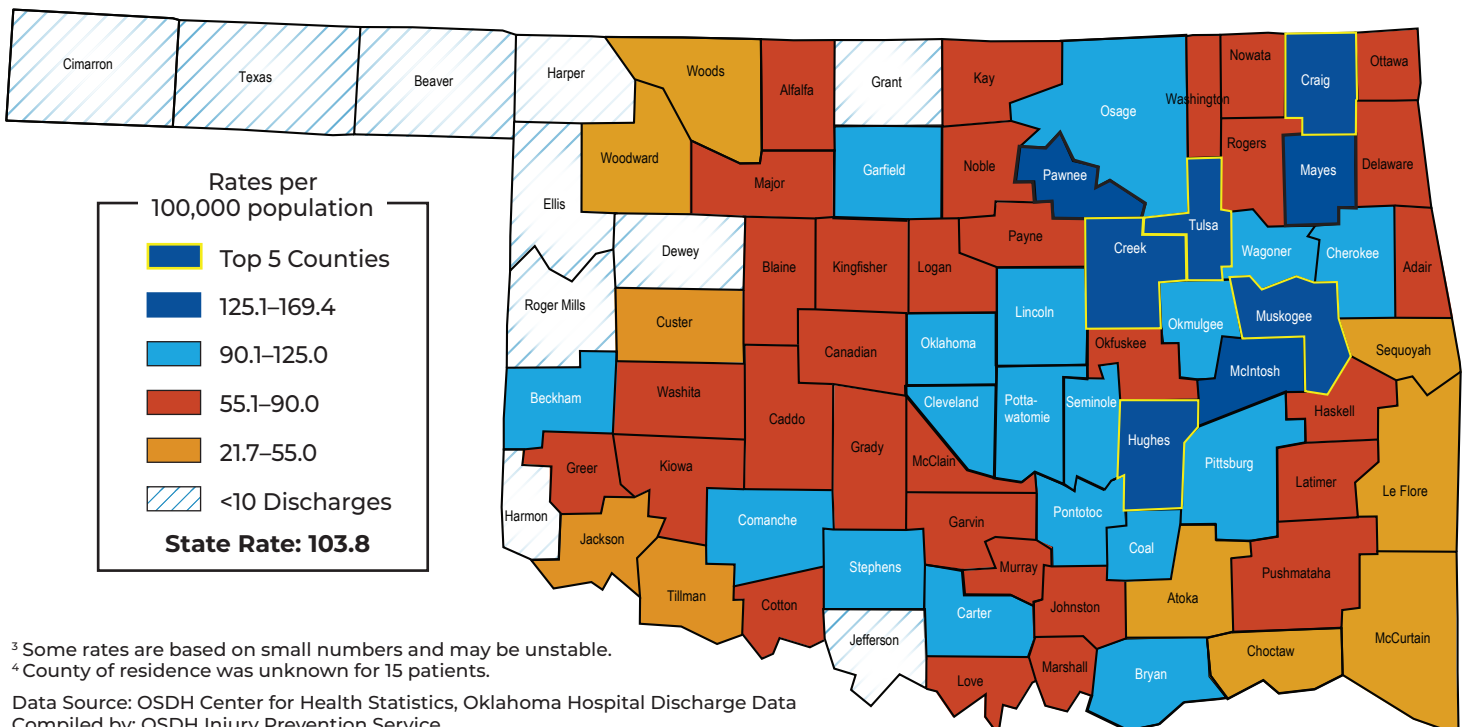 Cimarron
Texas
Beaver
Harper
Woods
Alfalfa
Grant
Kay
Osage
Washington
Nowata
Craig
Ottawa
Woodward
Major
Garfield
Noble
Pawnee
Rogers
Mayes
Delaware
Ellis
Dewey
Blaine
Kingfisher
Logan
Payne
Creek
Tulsa
Wagoner
Cherokee
Adair
Roger Mills
Custer
Canadian
Oklahoma
Lincoln
Okfuskee
Okmulgee
Muskogee
McIntosh
Sequoyah
Beckham
Washita
Caddo
Grady
Cleveland
Potta-
watomie
Seminole
Hughes
Haskell
Greer
Kiowa
McClain
Pittsburg
Latimer
Le Flore
Harmon
Jackson
Comanche
Garvin
Pontotoc
Coal
Tillman
Cotton
Stephens
Murray
Carter
Johnston
Atoka
Pushmataha
McCurtain
Jefferson
Love
Marshall
Bryan
Choctaw
Rates per
100,000 population
Top 5 Counties
125.1–169.4
90.1–125.0
55.1–90.0
21.7–55.0
<10 Discharges
State Rate: 103.8
³ Some rates are based on small numbers and may be unstable.
⁴ County of residence was unknown for 15 patients.
Data Source: OSDH Center for Health Statistics, Oklahoma Hospital Discharge Data
Compiled by: OSDH Injury Prevention Service